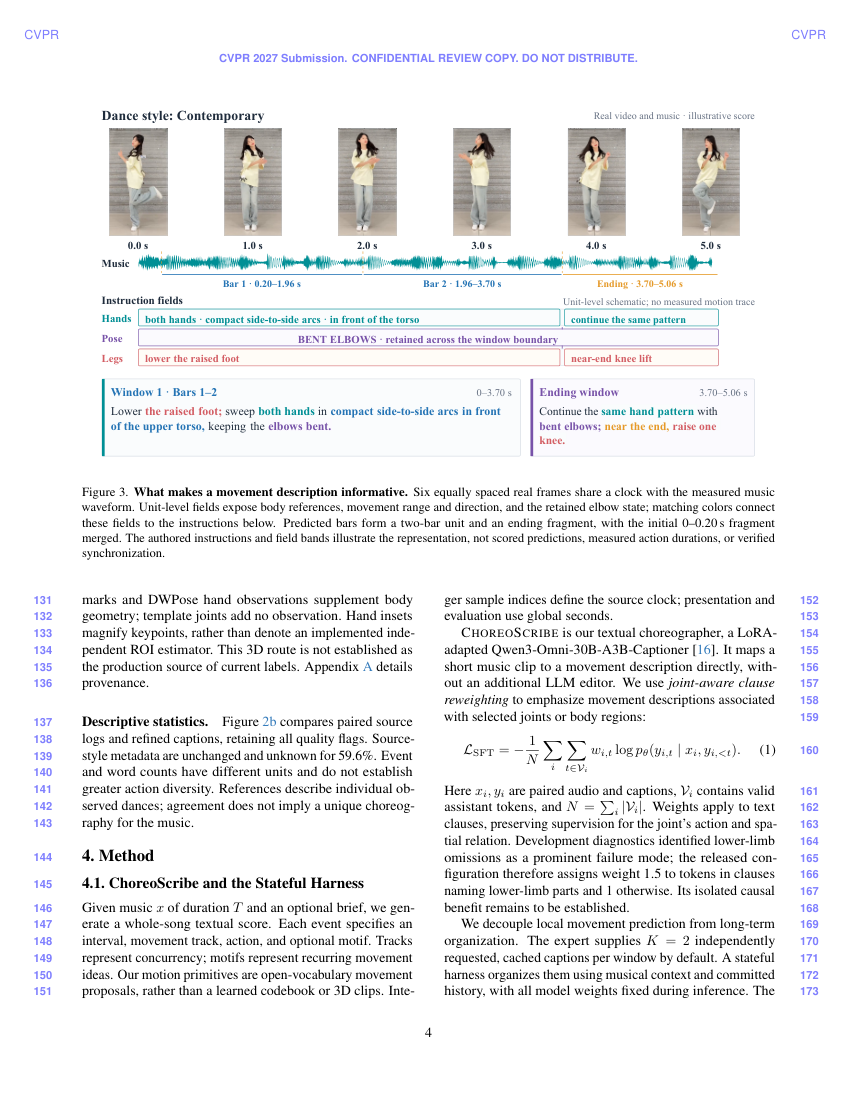 CVPR
CVPR
CVPR 2027 Submission. CONFIDENTIAL REVIEW COPY. DO NOT DISTRIBUTE.
Dance style: Contemporary
Real video and music · illustrative score
0.0 s
1.0 s
2.0 s
3.0 s
4.0 s
5.0 s
Music
Bar 1 · 0.20–1.96 s
Bar 2 · 1.96–3.70 s
Ending · 3.70–5.06 s
Instruction fields
Unit-level schematic; no measured motion trace
Hands
both hands · compact side-to-side arcs · in front of the torso
continue the same pattern
Pose
BENT ELBOWS · retained across the window boundary
Legs
lower the raised foot
near-end knee lift
Window 1 · Bars 1–2
0–3.70 s
Lower the raised foot; sweep both hands in compact side-to-side arcs in front
of the upper torso, keeping the elbows bent.
Ending window
3.70–5.06 s
Continue the same hand pattern with
bent elbows; near the end, raise one
knee.
Figure 3. What makes a movement description informative. Six equally spaced real frames share a clock with the measured music
waveform. Unit-level fields expose body references, movement range and direction, and the retained elbow state; matching colors connect
these fields to the instructions below. Predicted bars form a two-bar unit and an ending fragment, with the initial 0–0.20 s fragment
merged. The authored instructions and field bands illustrate the representation, not scored predictions, measured action durations, or verified
synchronization.
131 marks and DWPose hand observations supplement body
132 geometry; template joints add no observation. Hand insets
133 magnify keypoints, rather than denote an implemented inde-
134 pendent ROI estimator. This 3D route is not established as
135 the production source of current labels. Appendix A details
136 provenance.
137 Descriptive statistics. Figure 2b compares paired source
138 logs and refined captions, retaining all quality flags. Source-
139 style metadata are unchanged and unknown for 59.6%. Event
140 and word counts have different units and do not establish
141 greater action diversity. References describe individual ob-
142 served dances; agreement does not imply a unique choreog-
143 raphy for the music.
144 4. Method
145 4.1. ChoreoScribe and the Stateful Harness
146 Given music x of duration T and an optional brief, we gen-
147 erate a whole-song textual score. Each event specifies an
148 interval, movement track, action, and optional motif. Tracks
149 represent concurrency; motifs represent recurring movement
150 ideas. Our motion primitives are open-vocabulary movement
151 proposals, rather than a learned codebook or 3D clips. Inte-
ger sample indices define the source clock; presentation and 152
evaluation use global seconds. 153
CHOREOSCRIBE is our textual choreographer, a LoRA- 154
adapted Qwen3-Omni-30B-A3B-Captioner [16]. It maps a 155
short music clip to a movement description directly, with- 156
out an additional LLM editor. We use joint-aware clause 157
reweighting to emphasize movement descriptions associated 158
with selected joints or body regions: 159
ℒ_SFT = −1/N ∑_i ∑_{t∈𝒱_i} w_{i,t} log p_θ(y_{i,t} | x_i, y_{i,<t}). (1) 160
Here x_i, y_i are paired audio and captions, 𝒱_i contains valid 161
assistant tokens, and N = ∑_i |𝒱_i|. Weights apply to text 162
clauses, preserving supervision for the joint's action and spa- 163
tial relation. Development diagnostics identified lower-limb 164
omissions as a prominent failure mode; the released con- 165
figuration therefore assigns weight 1.5 to tokens in clauses 166
naming lower-limb parts and 1 otherwise. Its isolated causal 167
benefit remains to be established. 168
We decouple local movement prediction from long-term 169
organization. The expert supplies K = 2 independently 170
requested, cached captions per window by default. A stateful 171
harness organizes them using musical context and committed 172
history, with all model weights fixed during inference. The 173
4